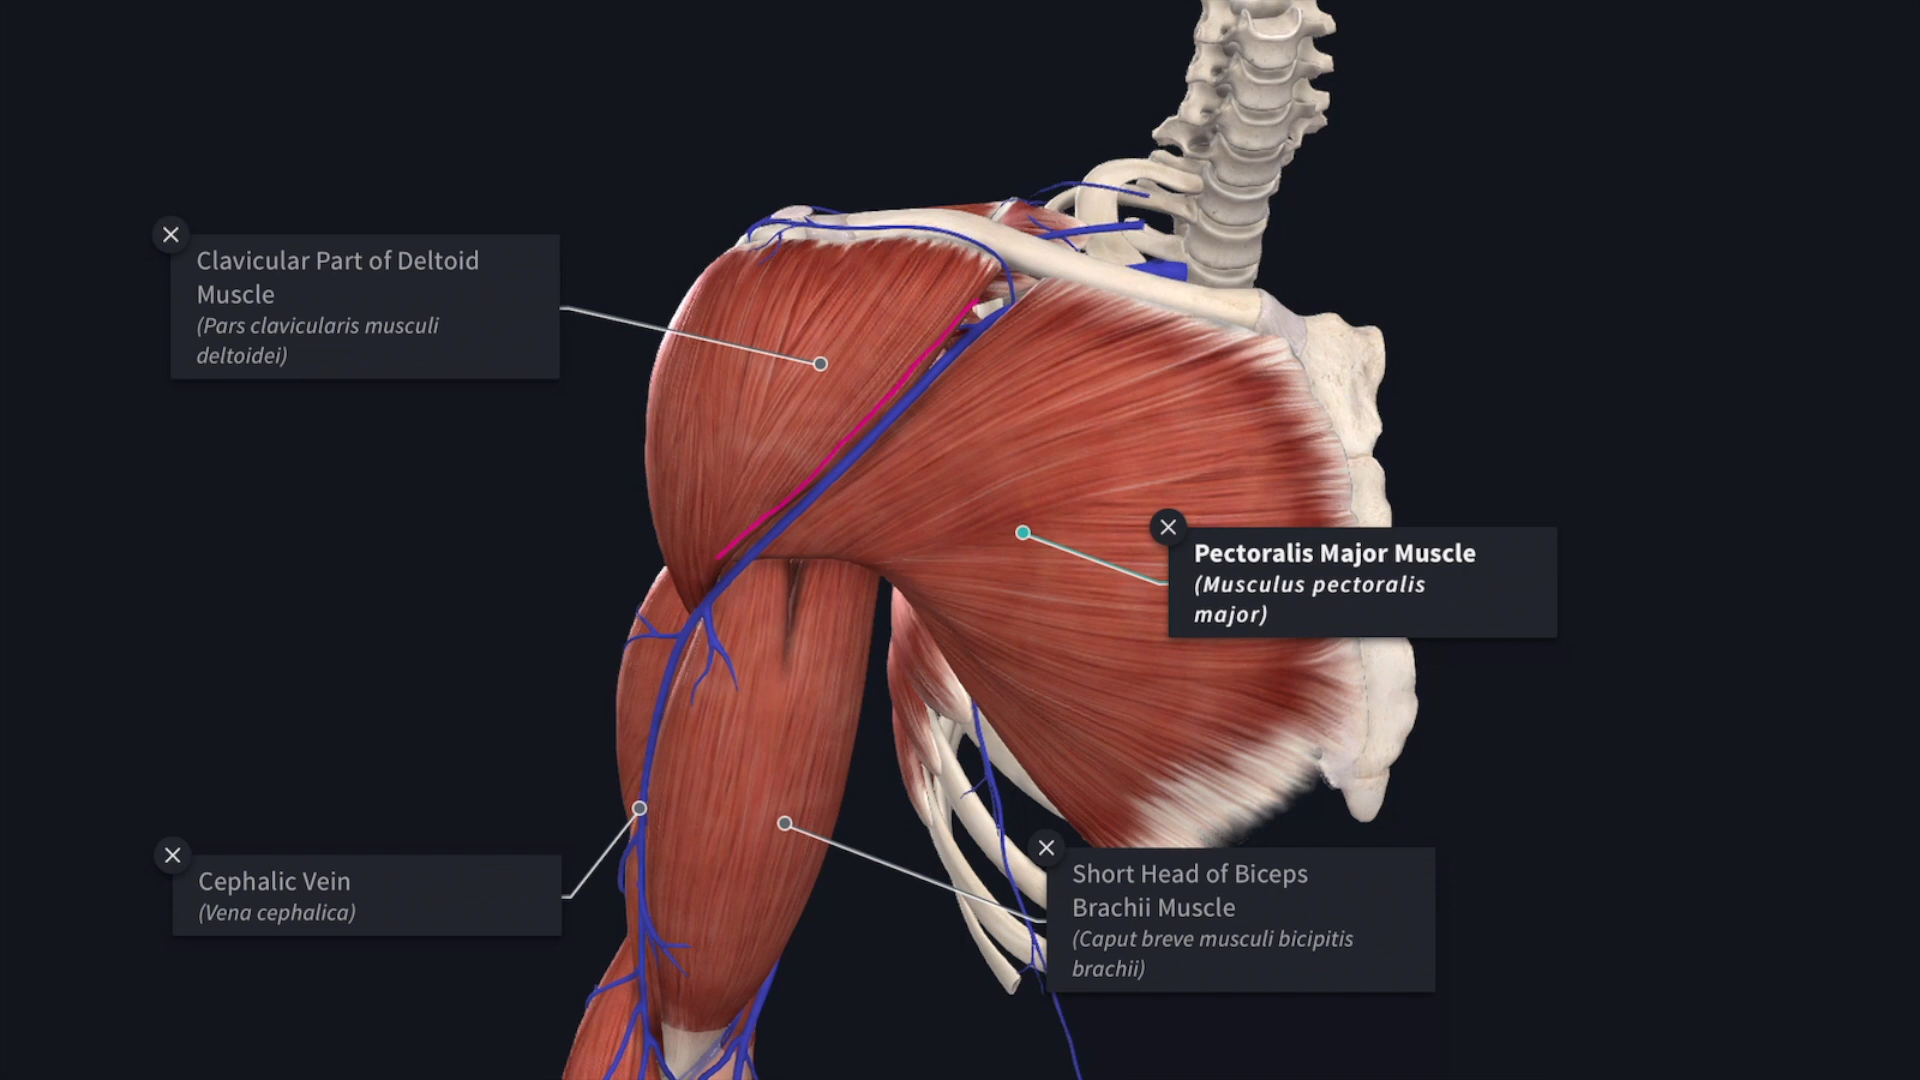 Clavicular Part of Deltoid
Muscle
(Pars clavicularis musculi
deltoidei)
Pectoralis Major Muscle
(Musculus pectoralis
major)
Cephalic Vein
(Vena cephalica)
Short Head of Biceps
Brachii Muscle
(Caput breve musculi bicipitis
brachii)